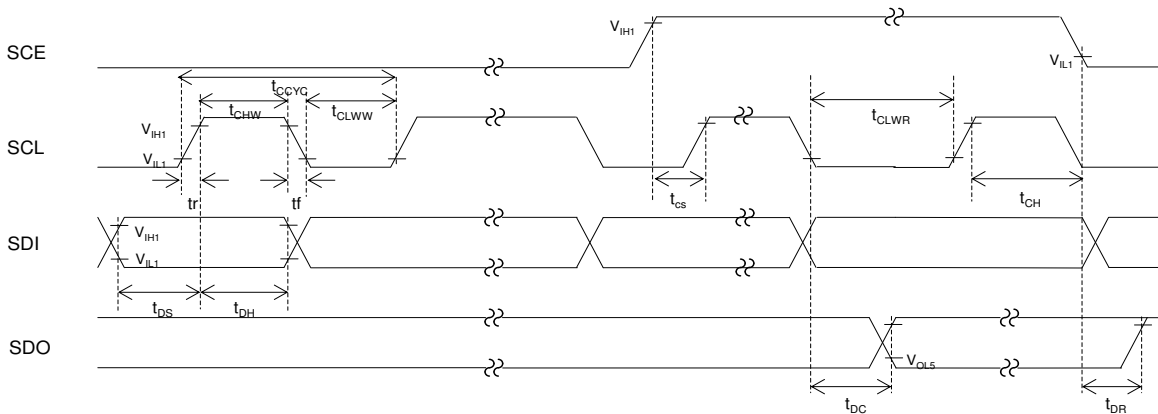 SCE
V_IH1
V_IL1
t_CCYC
t_CHW
t_CLWW
t_CLWR
SCL
V_IH1
V_IL1
tr
tf
t_cs
t_CH
SDI
V_IH1
V_IL1
t_DS
t_DH
SDO
V_OL5
t_DC
t_DR